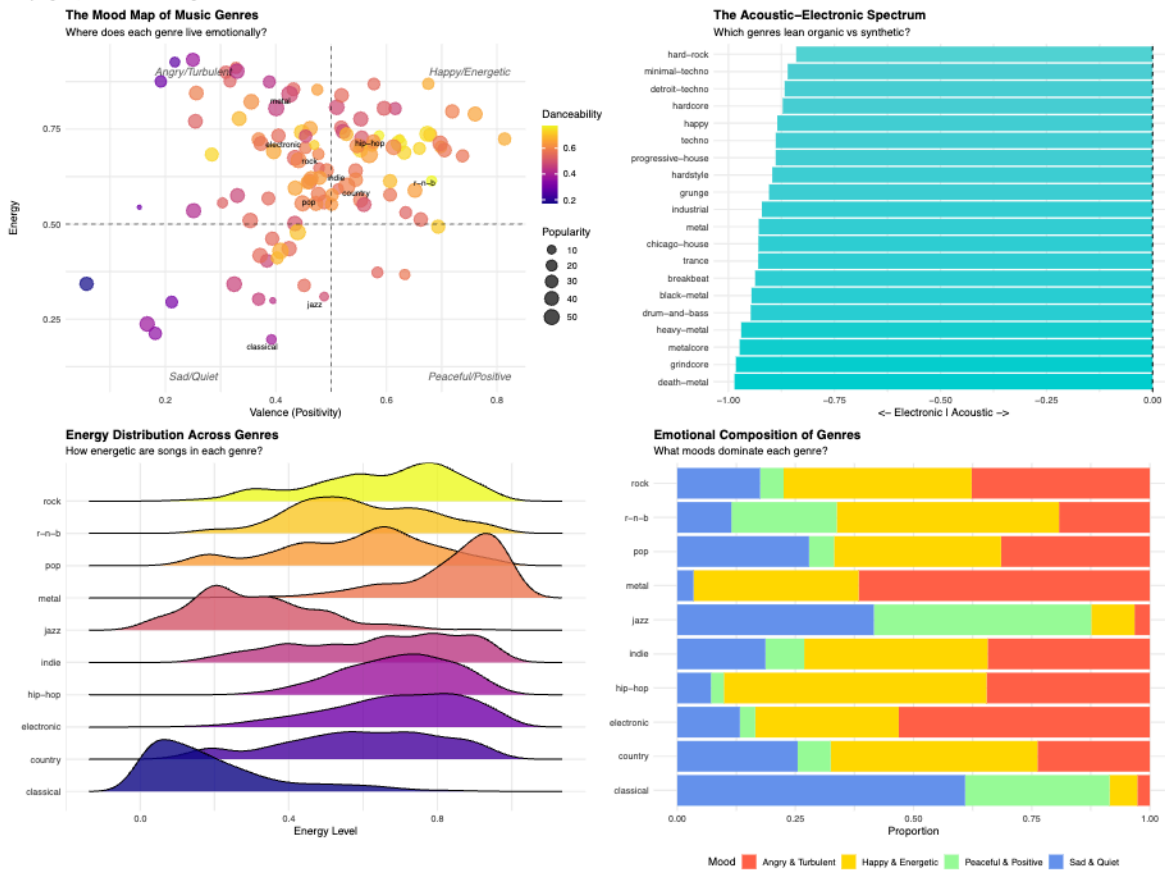 The Mood Map of Music Genres
Where does each genre live emotionally?
Angry/Turbulent
Happy/Energetic
metal
electronic
hip−hop
rock
indie
r−n−b
country
pop
jazz
classical
Sad/Quiet
Peaceful/Positive
0.75
0.50
0.25
Energy
0.2
0.4
0.6
0.8
Valence (Positivity)
Danceability
0.6
0.4
0.2
Popularity
10
20
30
40
50
The Acoustic−Electronic Spectrum
Which genres lean organic vs synthetic?
hard−rock
minimal−techno
detroit−techno
hardcore
happy
techno
progressive−house
hardstyle
grunge
industrial
metal
chicago−house
trance
breakbeat
black−metal
drum−and−bass
heavy−metal
metalcore
grindcore
death−metal
−1.00
−0.75
−0.50
−0.25
0.00
<− Electronic | Acoustic −>
Energy Distribution Across Genres
How energetic are songs in each genre?
rock
r−n−b
pop
metal
jazz
indie
hip−hop
electronic
country
classical
0.0
0.4
0.8
Energy Level
Emotional Composition of Genres
What moods dominate each genre?
rock
r−n−b
pop
metal
jazz
indie
hip−hop
electronic
country
classical
0.00
0.25
0.50
0.75
1.00
Proportion
Mood
Angry & Turbulent
Happy & Energetic
Peaceful & Positive
Sad & Quiet